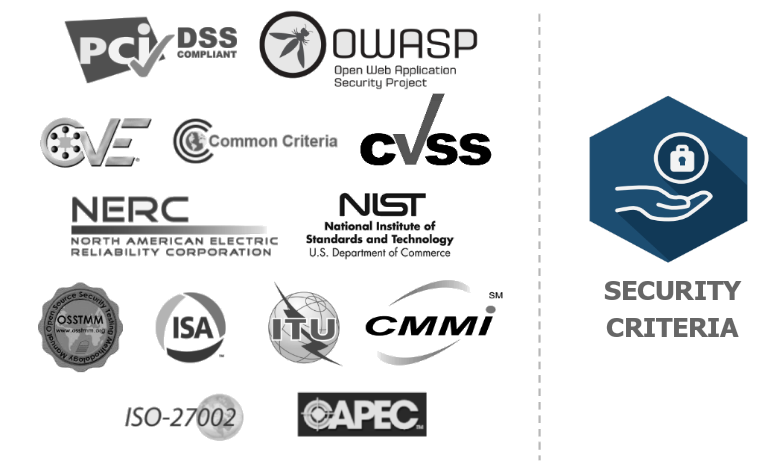 PCi DSS
COMPLIANT
OWASP
Open Web Application
Security Project
CVE®
Common Criteria
CVSS
NERC
NORTH AMERICAN ELECTRIC
RELIABILITY CORPORATION
NIST
National Institute of
Standards and Technology
U.S. Department of Commerce
Open Source Security Testing Methodology Manual
OSSTMM
www.osstmm.org
ISA™
ITU
CMMi SM
ISO-27002
APEC™
SECURITY
CRITERIA